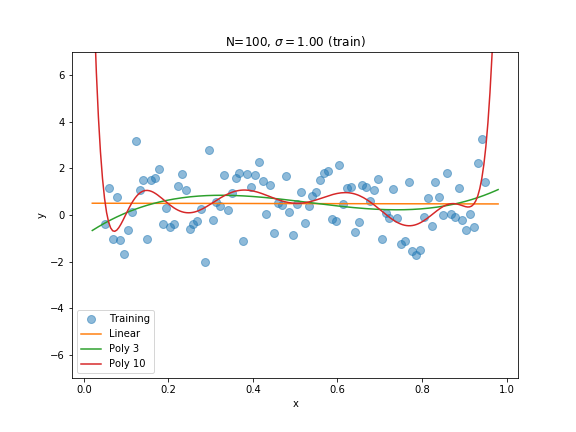 N=100, σ = 1.00 (train)
6
4
2
0
−2
−4
−6
y
Training
Linear
Poly 3
Poly 10
0.0 0.2 0.4 0.6 0.8 1.0
x